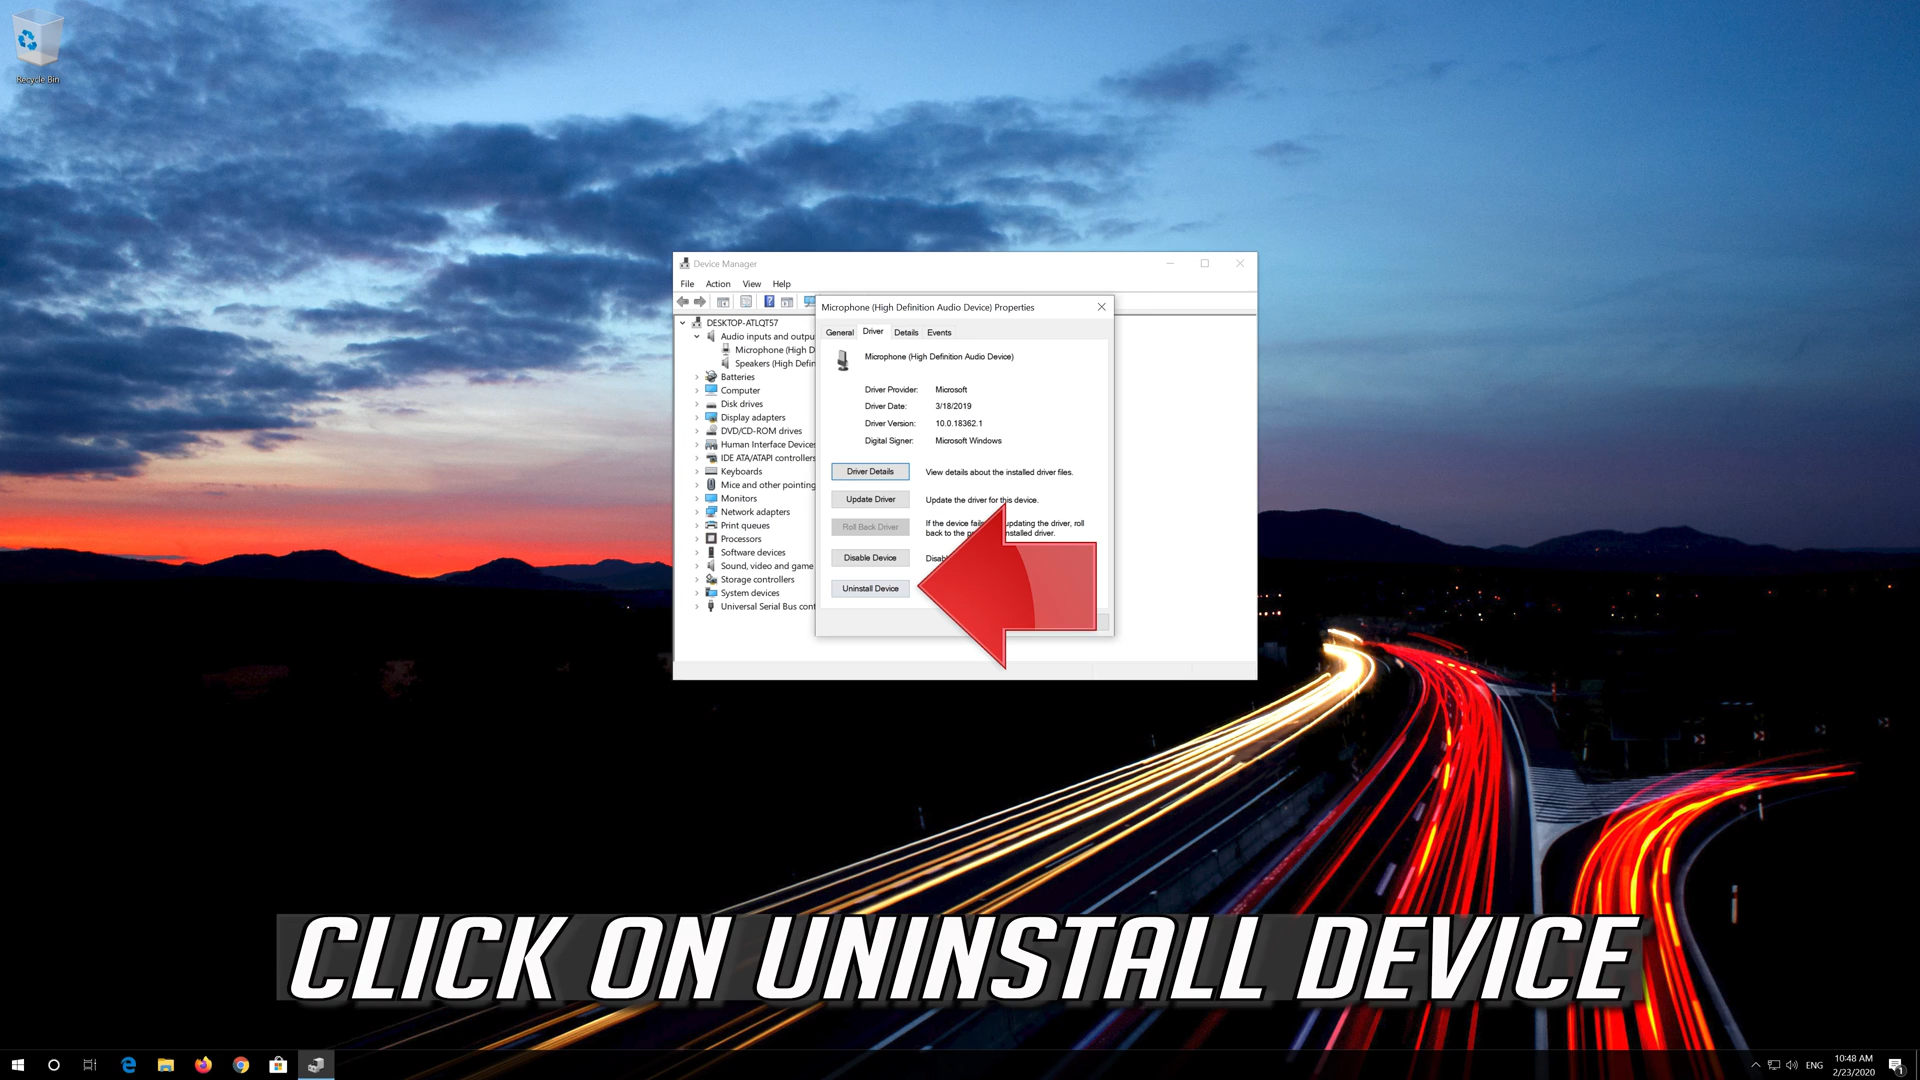 Recycle Bin
Device Manager
File Action View Help
DESKTOP-ATLQT57
Audio inputs and outpu
Microphone (High D
Speakers (High Defin
Batteries
Computer
Disk drives
Display adapters
DVD/CD-ROM drives
Human Interface Devices
IDE ATA/ATAPI controllers
Keyboards
Mice and other pointing
Monitors
Network adapters
Print queues
Processors
Software devices
Sound, video and game
Storage controllers
System devices
Universal Serial Bus cont
Microphone (High Definition Audio Device) Properties
General Driver Details Events
Microphone (High Definition Audio Device)
Driver Provider: Microsoft
Driver Date: 3/18/2019
Driver Version: 10.0.18362.1
Digital Signer: Microsoft Windows
Driver Details View details about the installed driver files.
Update Driver Update the driver for this device.
Roll Back Driver If the device fails updating the driver, roll
back to the installed driver.
Disable Device
Uninstall Device
CLICK ON UNINSTALL DEVICE
ENG
10:48 AM
2/23/2020
1